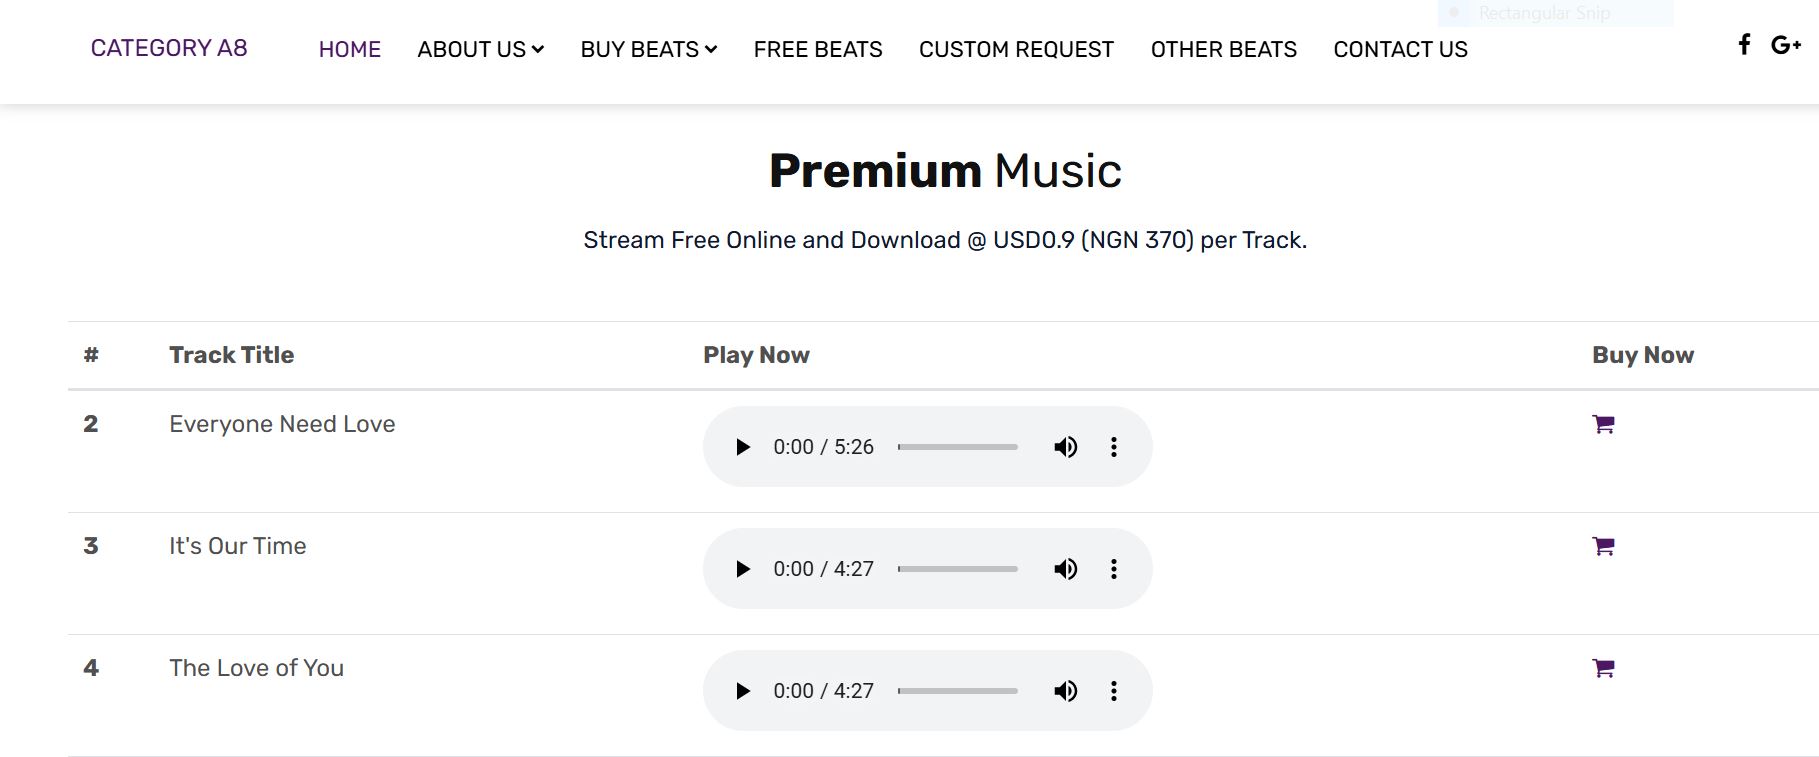 Rectangular Snip
CATEGORY A8 HOME ABOUT US BUY BEATS FREE BEATS CUSTOM REQUEST OTHER BEATS CONTACT US f G+
Premium Music
Stream Free Online and Download @ USD0.9 (NGN 370) per Track.
# Track Title Play Now Buy Now
2 Everyone Need Love 0:00 / 5:26
3 It's Our Time 0:00 / 4:27
4 The Love of You 0:00 / 4:27